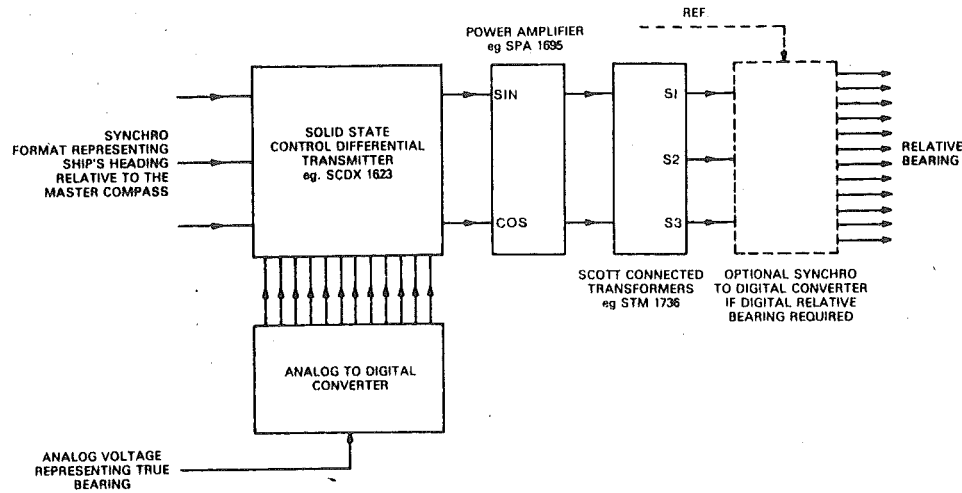 REF.
POWER AMPLIFIER
eg SPA 1695
SYNCHRO
FORMAT REPRESENTING
SHIP'S HEADING
RELATIVE TO THE
MASTER COMPASS
SOLID STATE
CONTROL DIFFERENTIAL
TRANSMITTER
eg. SCDX 1623
SIN
COS
S1
S2
S3
RELATIVE
BEARING
SCOTT CONNECTED
TRANSFORMERS
eg STM 1736
OPTIONAL SYNCHRO
TO DIGITAL CONVERTER
IF DIGITAL RELATIVE
BEARING REQUIRED
ANALOG TO DIGITAL
CONVERTER
ANALOG VOLTAGE
REPRESENTING TRUE
BEARING